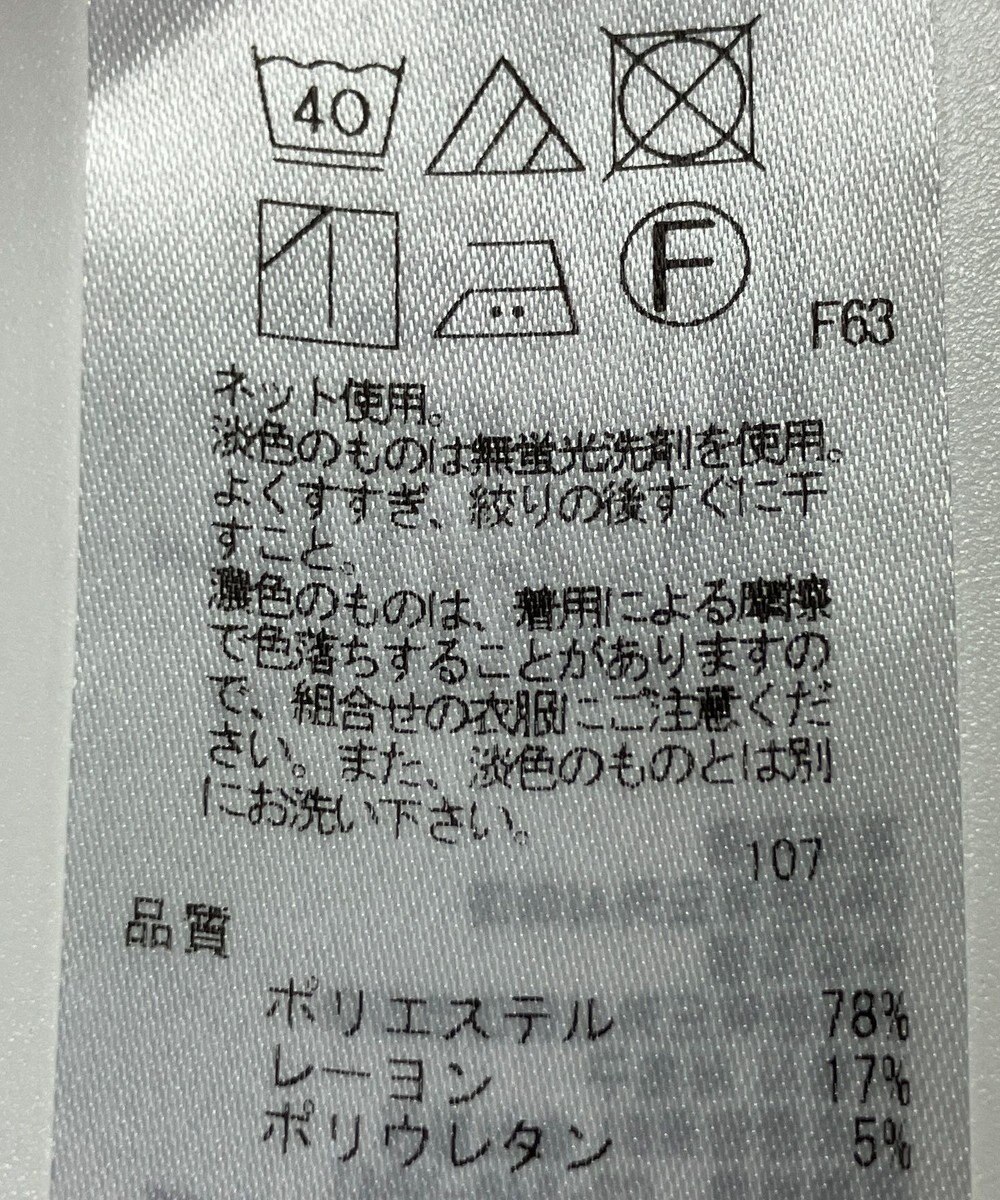 40
F
F63
ネット使用。
淡色のものは無蛍光洗剤を使用。
よくすすぎ、絞りの後すぐに干
すこと。
濃色のものは、着用による摩擦
で色落ちすることがありますの
で、組合せの衣服にご注意くだ
さい。また、淡色のものとは別
にお洗い下さい。
107
品質
ポリエステル 78%
レーヨン 17%
ポリウレタン 5%